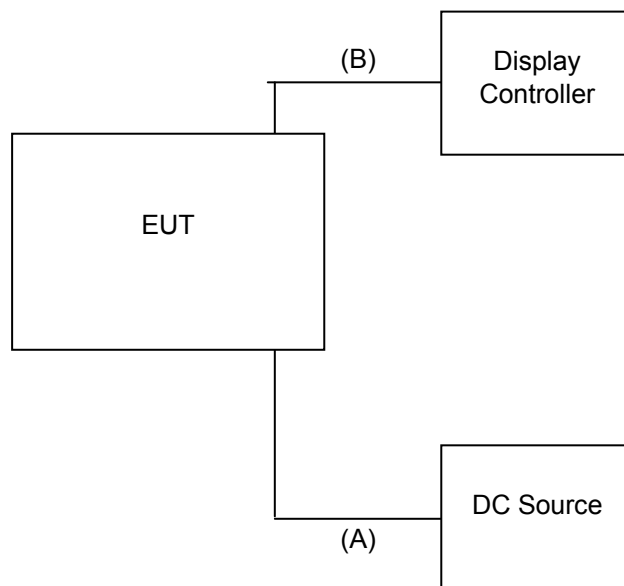 (B)
Display
Controller
EUT
DC Source
(A)